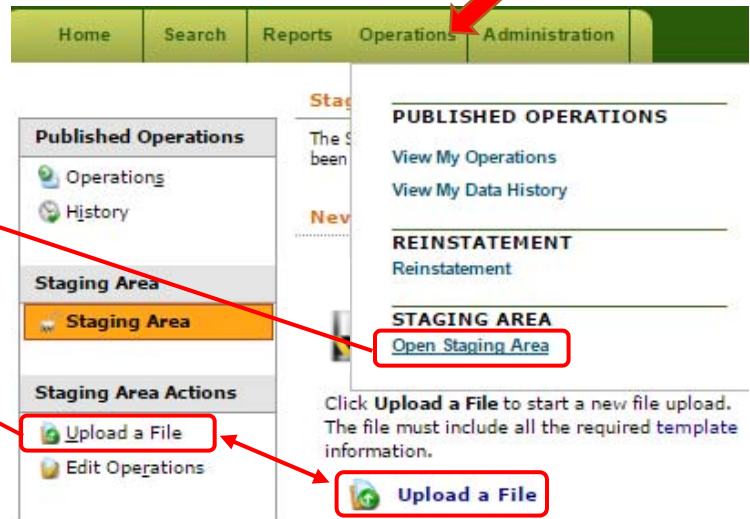 Home Search Reports Operations Administration
Published Operations
Operations
History
Staging Area
Staging Area
Staging Area Actions
Upload a File
Edit Operations
The
been
PUBLISHED OPERATIONS
View My Operations
View My Data History
REINSTATEMENT
Reinstatement
STAGING AREA
Open Staging Area
Click Upload a File to start a new file upload.
The file must include all the required template
information.
Upload a File